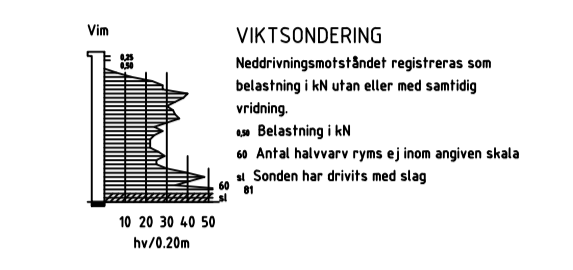 Vim
0,25
0,50
60
sl
10 20 30 40 50
hv/0.20m
VIKTSONDERING
Neddrivningsmotståndet registreras som
belastning i kN utan eller med samtidig
vridning.
0,50 Belastning i kN
60 Antal halvvarv ryms ej inom angiven skala
sl Sonden har drivits med slag
81